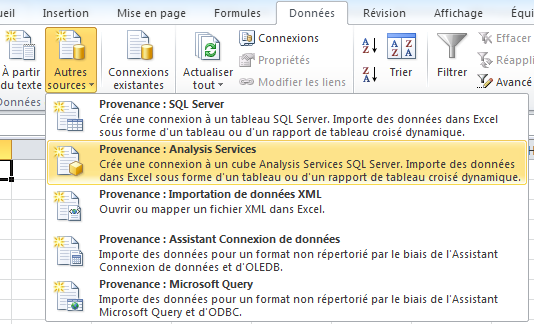 ueil Insertion Mise en page Formules Données Révision Affichage Équi
À partir du texte
Autres sources
Connexions existantes
Actualiser tout
Connexions
Propriétés
Modifier les liens
Trier
Filtrer
Effacer
Réappli
Avancé
Données
Provenance : SQL Server
Crée une connexion à un tableau SQL Server. Importe des données dans Excel
sous forme d'un tableau ou d'un rapport de tableau croisé dynamique.
Provenance : Analysis Services
Crée une connexion à un cube Analysis Services SQL Server. Importe des données
dans Excel sous forme d'un tableau ou d'un rapport de tableau croisé dynamique.
Provenance : Importation de données XML
Ouvrir ou mapper un fichier XML dans Excel.
Provenance : Assistant Connexion de données
Importe des données pour un format non répertorié par le biais de l'Assistant
Connexion de données et d'OLEDB.
Provenance : Microsoft Query
Importe des données pour un format non répertorié par le biais de l'Assistant
Microsoft Query et d'ODBC.